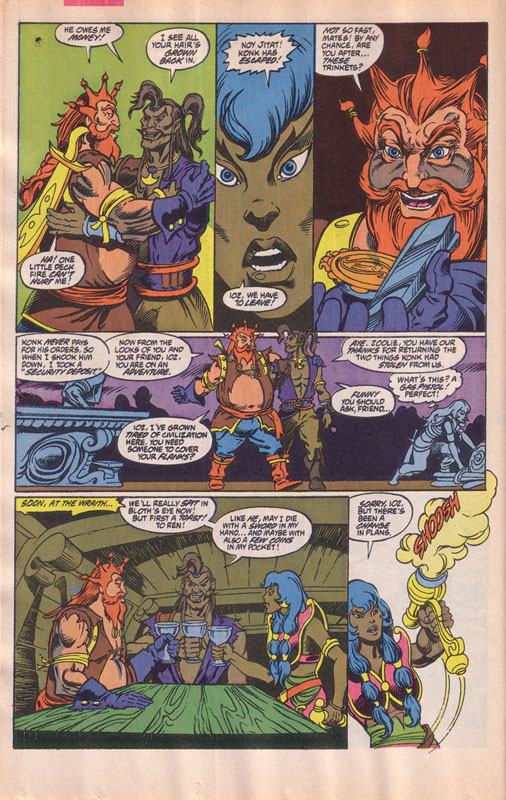 HE OWES ME
MONEY!
I SEE ALL
YOUR HAIR'S
GROWN
BACK IN.
HA! ONE
LITTLE DECK
FIRE CAN'T
HURT ME!
NOY JITAT!
KONK HAS
ESCAPED!
IOZ, WE HAVE
TO LEAVE!
NOT SO FAST,
MATES! BY ANY
CHANCE, ARE
YOU AFTER...
THESE
TRINKETS?
KONK NEVER PAYS
FOR HIS ORDERS, SO
WHEN I SHOOK HIM
DOWN, I TOOK A
"SECURITY DEPOSIT".
NOW FROM THE
LOOKS OF YOU AND
YOUR FRIEND, IOZ,
YOU ARE ON AN
ADVENTURE.
IOZ, I'VE GROWN
TIRED OF CIVILIZATION
HERE. YOU NEED
SOMEONE TO COVER
YOUR FLANKS?
AYE. ZOOLIE, YOU HAVE OUR
THANKS FOR RETURNING THE
TWO THINGS KONK HAD
STOLEN FROM US.
FUNNY
YOU SHOULD
ASK, FRIEND...
WHAT'S THIS? A
GAS PISTOL!
PERFECT!
SOON, AT THE WRAITH...
WE'LL REALLY SPIT IN
BLOTH'S EYE NOW!
BUT FIRST A TOAST!
TO REN!
LIKE HE, MAY I DIE
WITH A SWORD IN MY
HAND... AND MAYBE WITH
ALSO A FEW COINS
IN MY POCKET!
SORRY, IOZ,
BUT THERE'S
BEEN A
CHANGE
IN PLANS.
SHOOSH